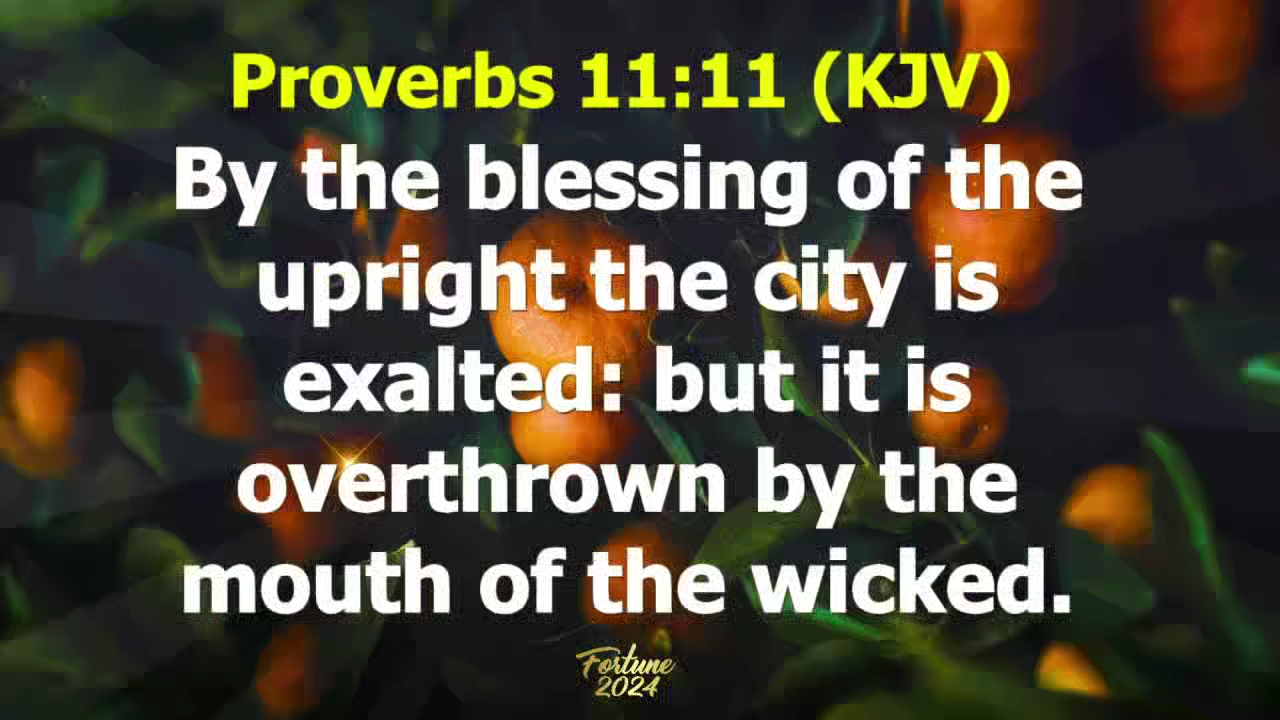 Proverbs 11:11 (KJV)
By the blessing of the
upright the city is
exalted: but it is
overthrown by the
mouth of the wicked.
Fortune
2024